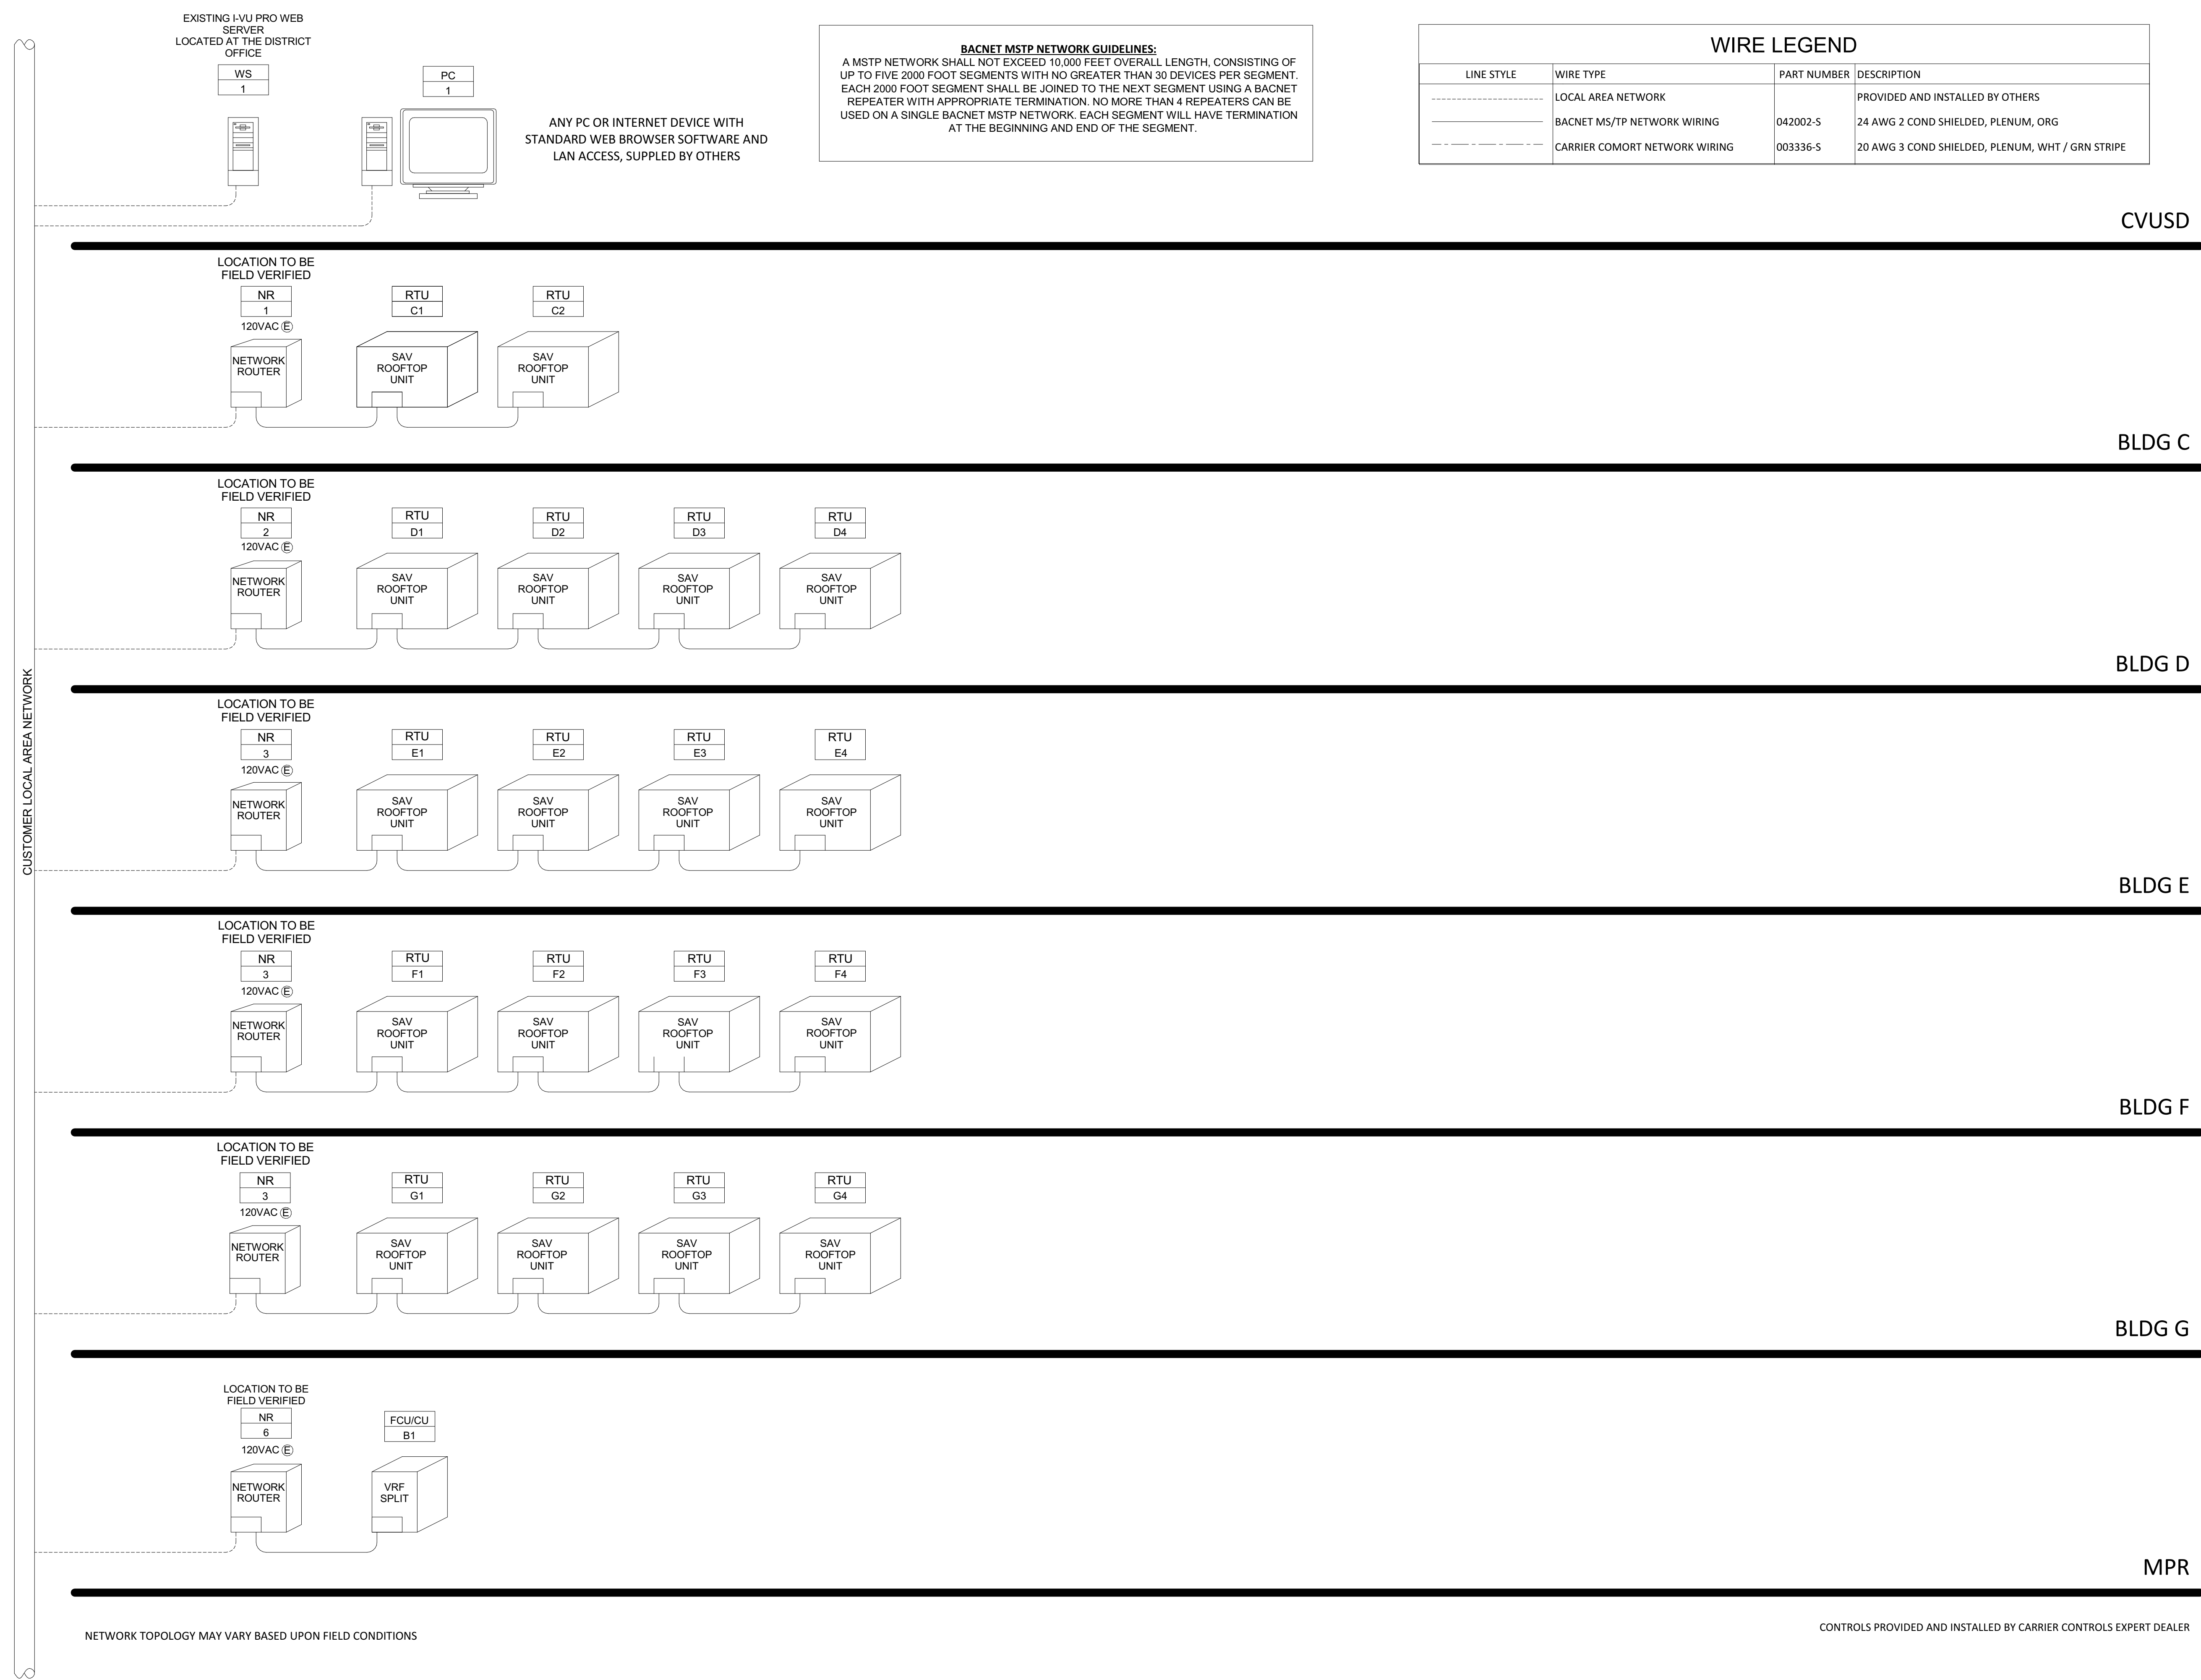 EXISTING I-VU PRO WEB
SERVER
LOCATED AT THE DISTRICT
OFFICE
WS
1
PC
1
ANY PC OR INTERNET DEVICE WITH
STANDARD WEB BROWSER SOFTWARE AND
LAN ACCESS, SUPPLED BY OTHERS
BACNET MSTP NETWORK GUIDELINES:
A MSTP NETWORK SHALL NOT EXCEED 10,000 FEET OVERALL LENGTH, CONSISTING OF
UP TO FIVE 2000 FOOT SEGMENTS WITH NO GREATER THAN 30 DEVICES PER SEGMENT.
EACH 2000 FOOT SEGMENT SHALL BE JOINED TO THE NEXT SEGMENT USING A BACNET
REPEATER WITH APPROPRIATE TERMINATION. NO MORE THAN 4 REPEATERS CAN BE
USED ON A SINGLE BACNET MSTP NETWORK. EACH SEGMENT WILL HAVE TERMINATION
AT THE BEGINNING AND END OF THE SEGMENT.
WIRE LEGEND
LINE STYLE WIRE TYPE PART NUMBER DESCRIPTION
LOCAL AREA NETWORK PROVIDED AND INSTALLED BY OTHERS
BACNET MS/TP NETWORK WIRING 042002-S 24 AWG 2 COND SHIELDED, PLENUM, ORG
CARRIER COMORT NETWORK WIRING 003336-S 20 AWG 3 COND SHIELDED, PLENUM, WHT / GRN STRIPE
CVUSD
CUSTOMER LOCAL AREA NETWORK
LOCATION TO BE
FIELD VERIFIED
NR
1
120VAC E
NETWORK
ROUTER
RTU
C1
SAV
ROOFTOP
UNIT
RTU
C2
SAV
ROOFTOP
UNIT
BLDG C
LOCATION TO BE
FIELD VERIFIED
NR
2
120VAC E
NETWORK
ROUTER
RTU
D1
SAV
ROOFTOP
UNIT
RTU
D2
SAV
ROOFTOP
UNIT
RTU
D3
SAV
ROOFTOP
UNIT
RTU
D4
SAV
ROOFTOP
UNIT
BLDG D
LOCATION TO BE
FIELD VERIFIED
NR
3
120VAC E
NETWORK
ROUTER
RTU
E1
SAV
ROOFTOP
UNIT
RTU
E2
SAV
ROOFTOP
UNIT
RTU
E3
SAV
ROOFTOP
UNIT
RTU
E4
SAV
ROOFTOP
UNIT
BLDG E
LOCATION TO BE
FIELD VERIFIED
NR
3
120VAC E
NETWORK
ROUTER
RTU
F1
SAV
ROOFTOP
UNIT
RTU
F2
SAV
ROOFTOP
UNIT
RTU
F3
SAV
ROOFTOP
UNIT
RTU
F4
SAV
ROOFTOP
UNIT
BLDG F
LOCATION TO BE
FIELD VERIFIED
NR
3
120VAC E
NETWORK
ROUTER
RTU
G1
SAV
ROOFTOP
UNIT
RTU
G2
SAV
ROOFTOP
UNIT
RTU
G3
SAV
ROOFTOP
UNIT
RTU
G4
SAV
ROOFTOP
UNIT
BLDG G
LOCATION TO BE
FIELD VERIFIED
NR
6
120VAC E
NETWORK
ROUTER
FCU/CU
B1
VRF
SPLIT
MPR
NETWORK TOPOLOGY MAY VARY BASED UPON FIELD CONDITIONS
CONTROLS PROVIDED AND INSTALLED BY CARRIER CONTROLS EXPERT DEALER